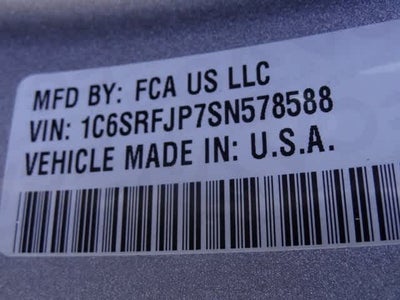 MFD BY: FCA US LLC
VIN: 1C6SRFJP7SN578588
VEHICLE MADE IN: U.S.A.